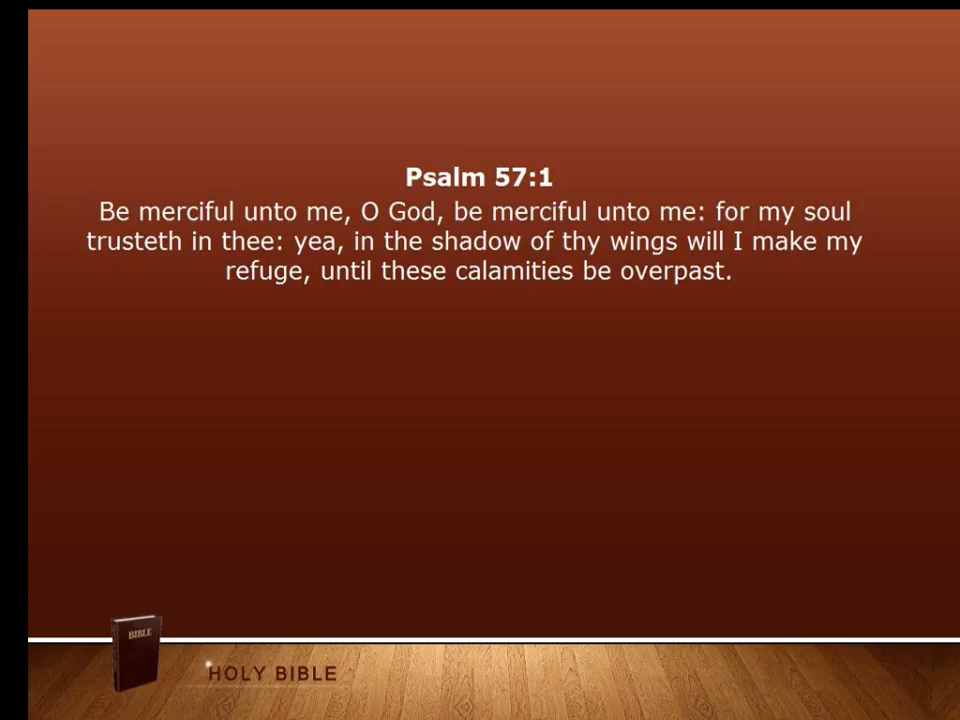 Psalm 57:1
Be merciful unto me, O God, be merciful unto me: for my soul
trusteth in thee: yea, in the shadow of thy wings will I make my
refuge, until these calamities be overpast.
BIBLE
HOLY BIBLE